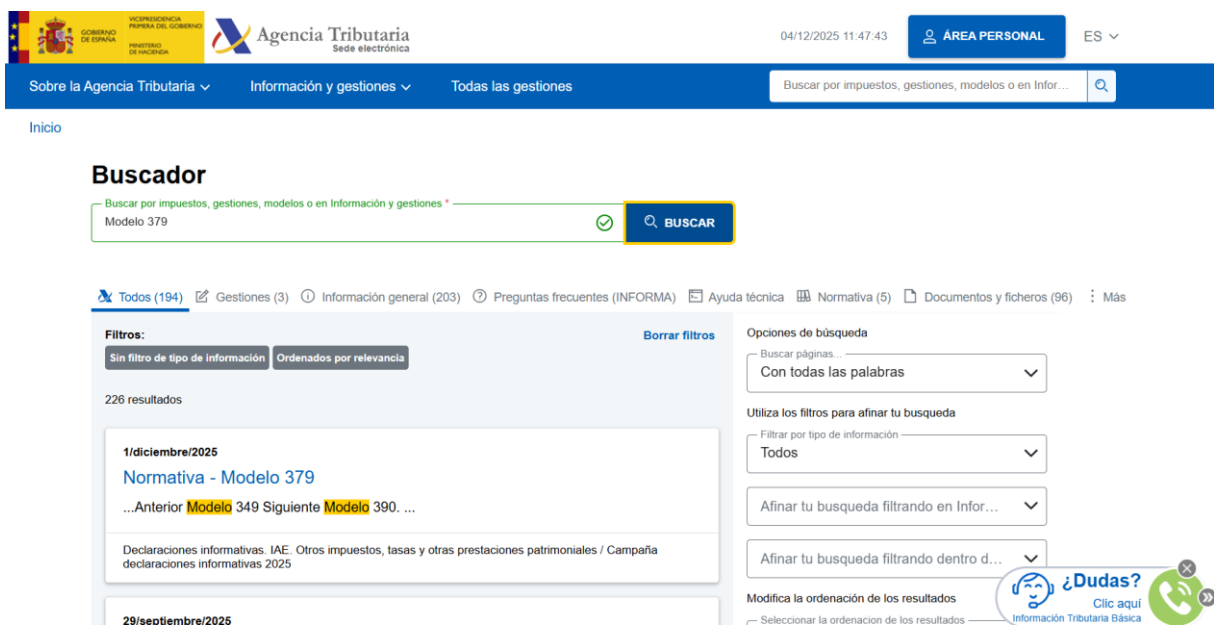 GOBIERNO
DE ESPAÑA
VICEPRESIDENCIA
PRIMERA DEL GOBIERNO
MINISTERIO
DE HACIENDA
Agencia Tributaria
Sede electrónica
04/12/2025 11:47:43
ÁREA PERSONAL
ES
Sobre la Agencia Tributaria
Información y gestiones
Todas las gestiones
Buscar por impuestos, gestiones, modelos o en Infor...
Inicio
Buscador
Buscar por impuestos, gestiones, modelos o en Información y gestiones *
Modelo 379
BUSCAR
Todos (194)
Gestiones (3)
Información general (203)
Preguntas frecuentes (INFORMA)
Ayuda técnica
Normativa (5)
Documentos y ficheros (96)
Más
Filtros:
Borrar filtros
Sin filtro de tipo de información
Ordenados por relevancia
226 resultados
1/diciembre/2025
Normativa - Modelo 379
...Anterior Modelo 349 Siguiente Modelo 390. ...
Declaraciones informativas. IAE. Otros impuestos, tasas y otras prestaciones patrimoniales / Campaña
declaraciones informativas 2025
29/septiembre/2025
Opciones de búsqueda
Buscar páginas...
Con todas las palabras
Utiliza los filtros para afinar tu busqueda
Filtrar por tipo de información
Todos
Afinar tu busqueda filtrando en Infor...
Afinar tu busqueda filtrando dentro d...
Modifica la ordenación de los resultados
Seleccionar la ordenacion de los resultados
¿Dudas?
Clic aquí
Información Tributaria Básica